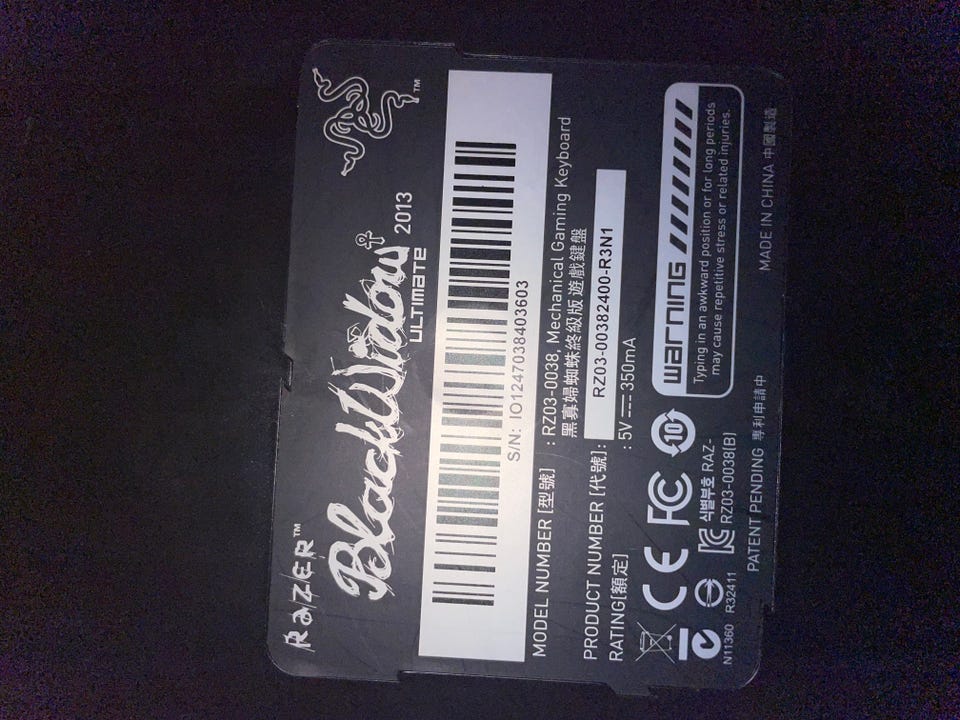 RAZER™
BlackWidow
ULTIMATE 2013
™
S/N: IO1247038403603
MODEL NUMBER [型號] : RZ03-0038, Mechanical Gaming Keyboard
黑寡婦蜘蛛終級版 遊戲鍵盤
PRODUCT NUMBER [代號]: RZ03-00382400-R3N1
RATING[額定] : 5V ⎓ 350mA
CE FC 10
N11360 R32411
식별부호 RAZ-
RZ03-0038(B)
warning
Typing in an awkward position or for long periods
may cause repetitive stress or related injuries.
PATENT PENDING 專利申請中
MADE IN CHINA 中國製造